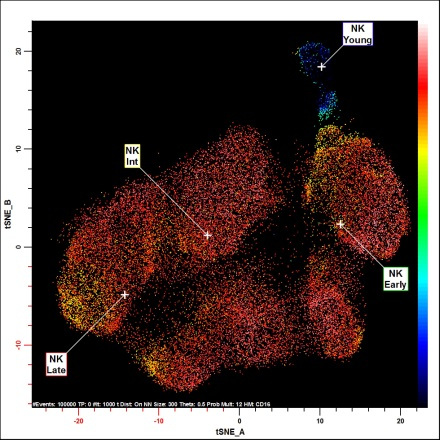 NK
Young
NK
Int
NK
Early
NK
Late
20
10
0
-10
tSNE_B
#Events: 100000 TP: 0 #It: 1000 t Dist: On NN Size: 300 Theta: 0.5 Prob Mult: 12 HM: CD16
-20
-10
0
10
20
tSNE_A